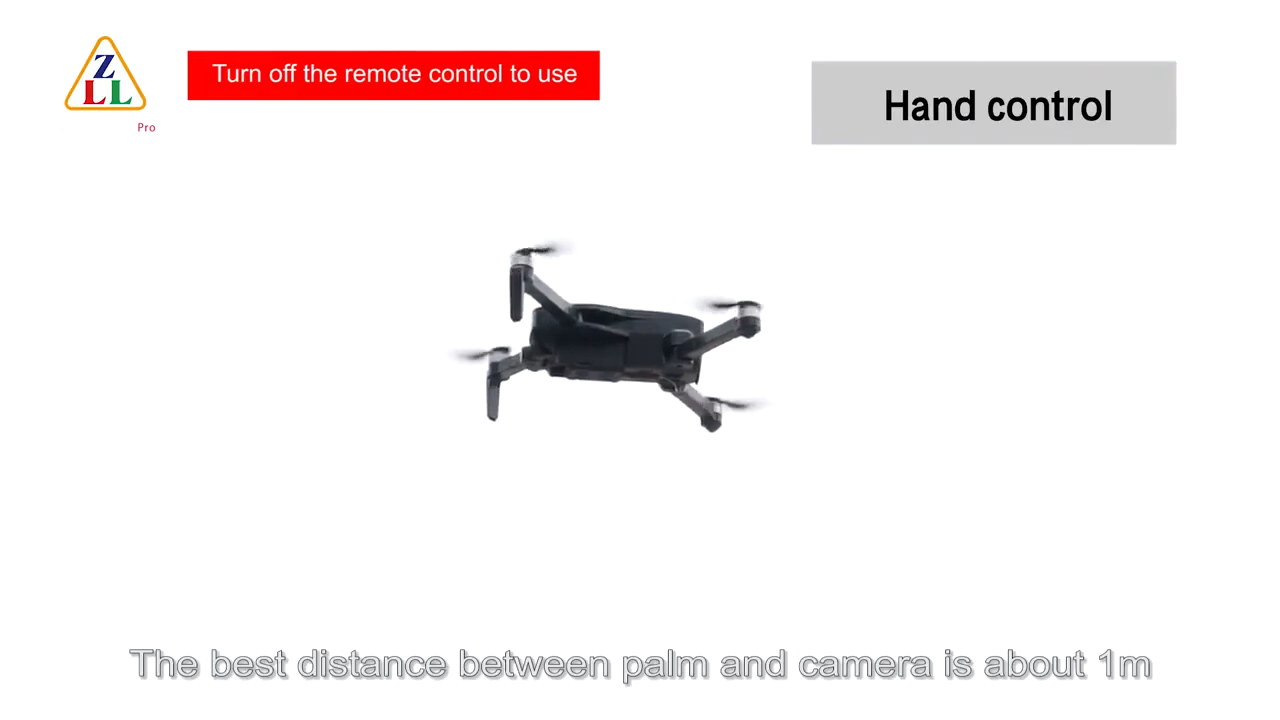 Z
LL
Pro
Turn off the remote control to use
Hand control
The best distance between palm and camera is about 1m